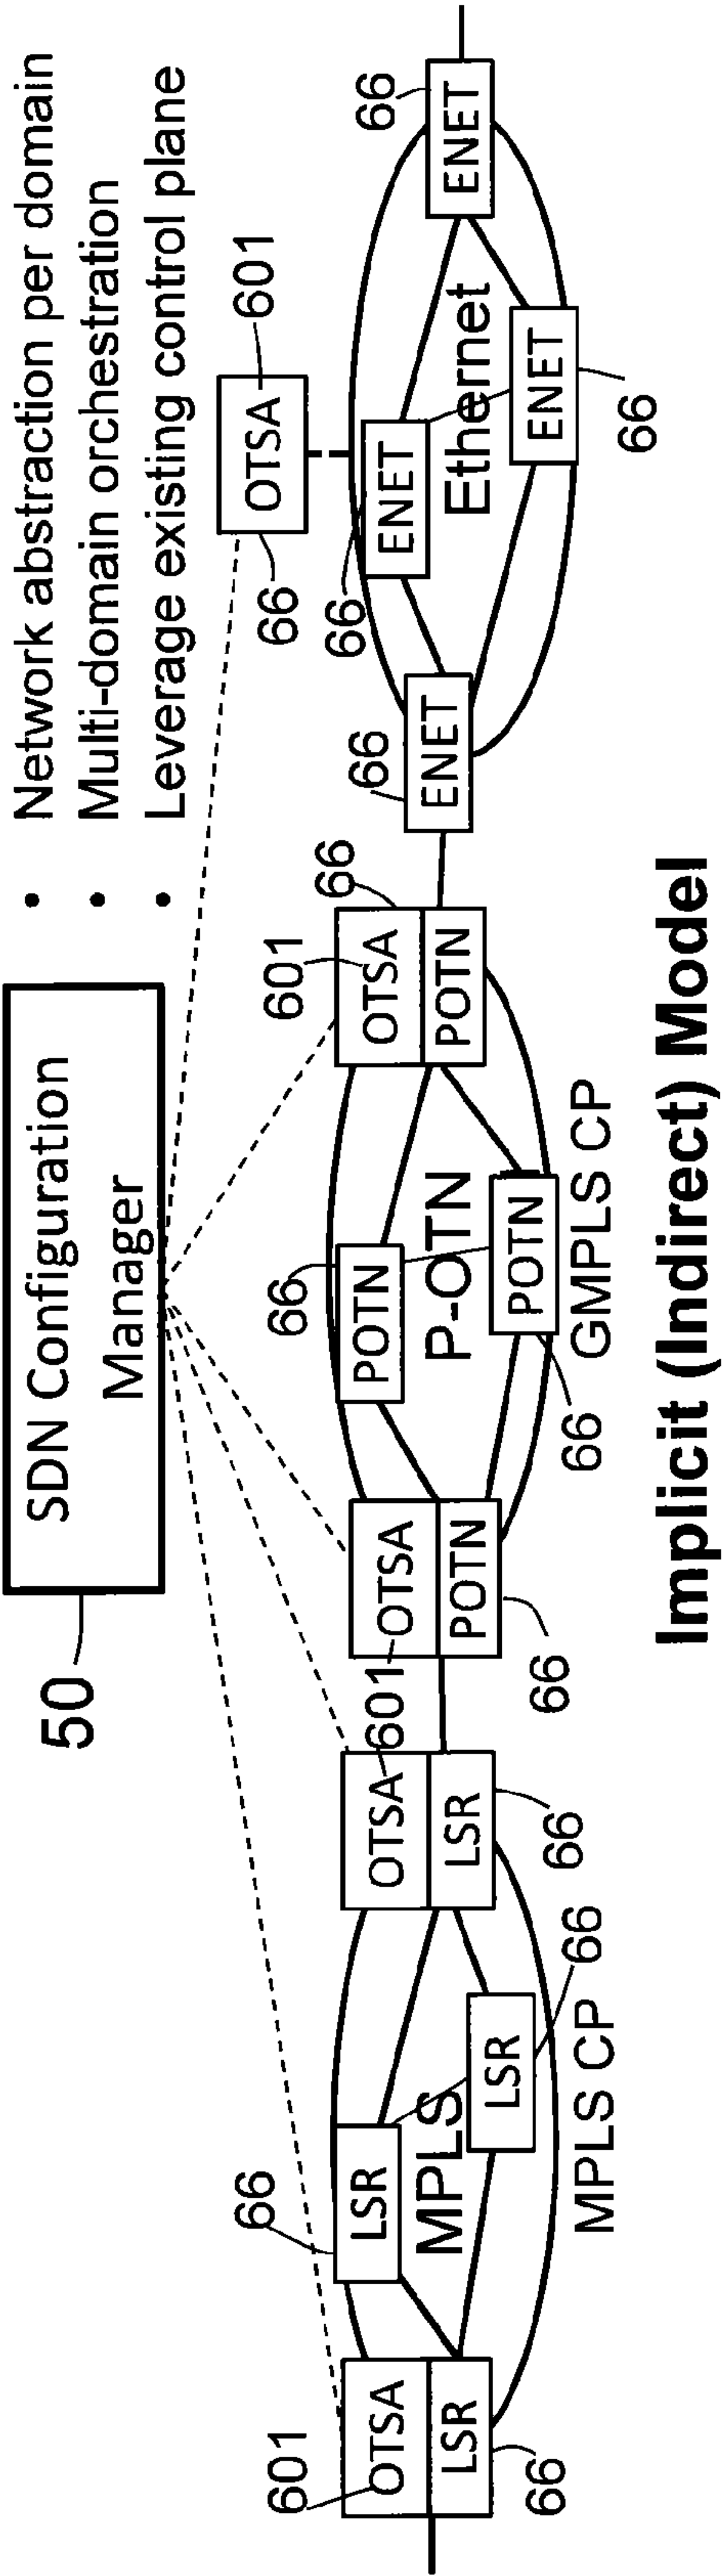 • Network abstraction per domain
• Multi-domain orchestration
• Leverage existing control plane
SDN Configuration
Manager
50
OTSA
601
66
601
OTSA
LSR
66
66
LSR
MPLS
LSR
66
MPLS CP
601
OTSA
LSR
66
601
OTSA
POTN
66
66
POTN
P-OTN
POTN
66
GMPLS CP
601
66
OTSA
POTN
66
ENET
66
ENET
Ethernet
ENET
66
66
ENET
Implicit (Indirect) Model